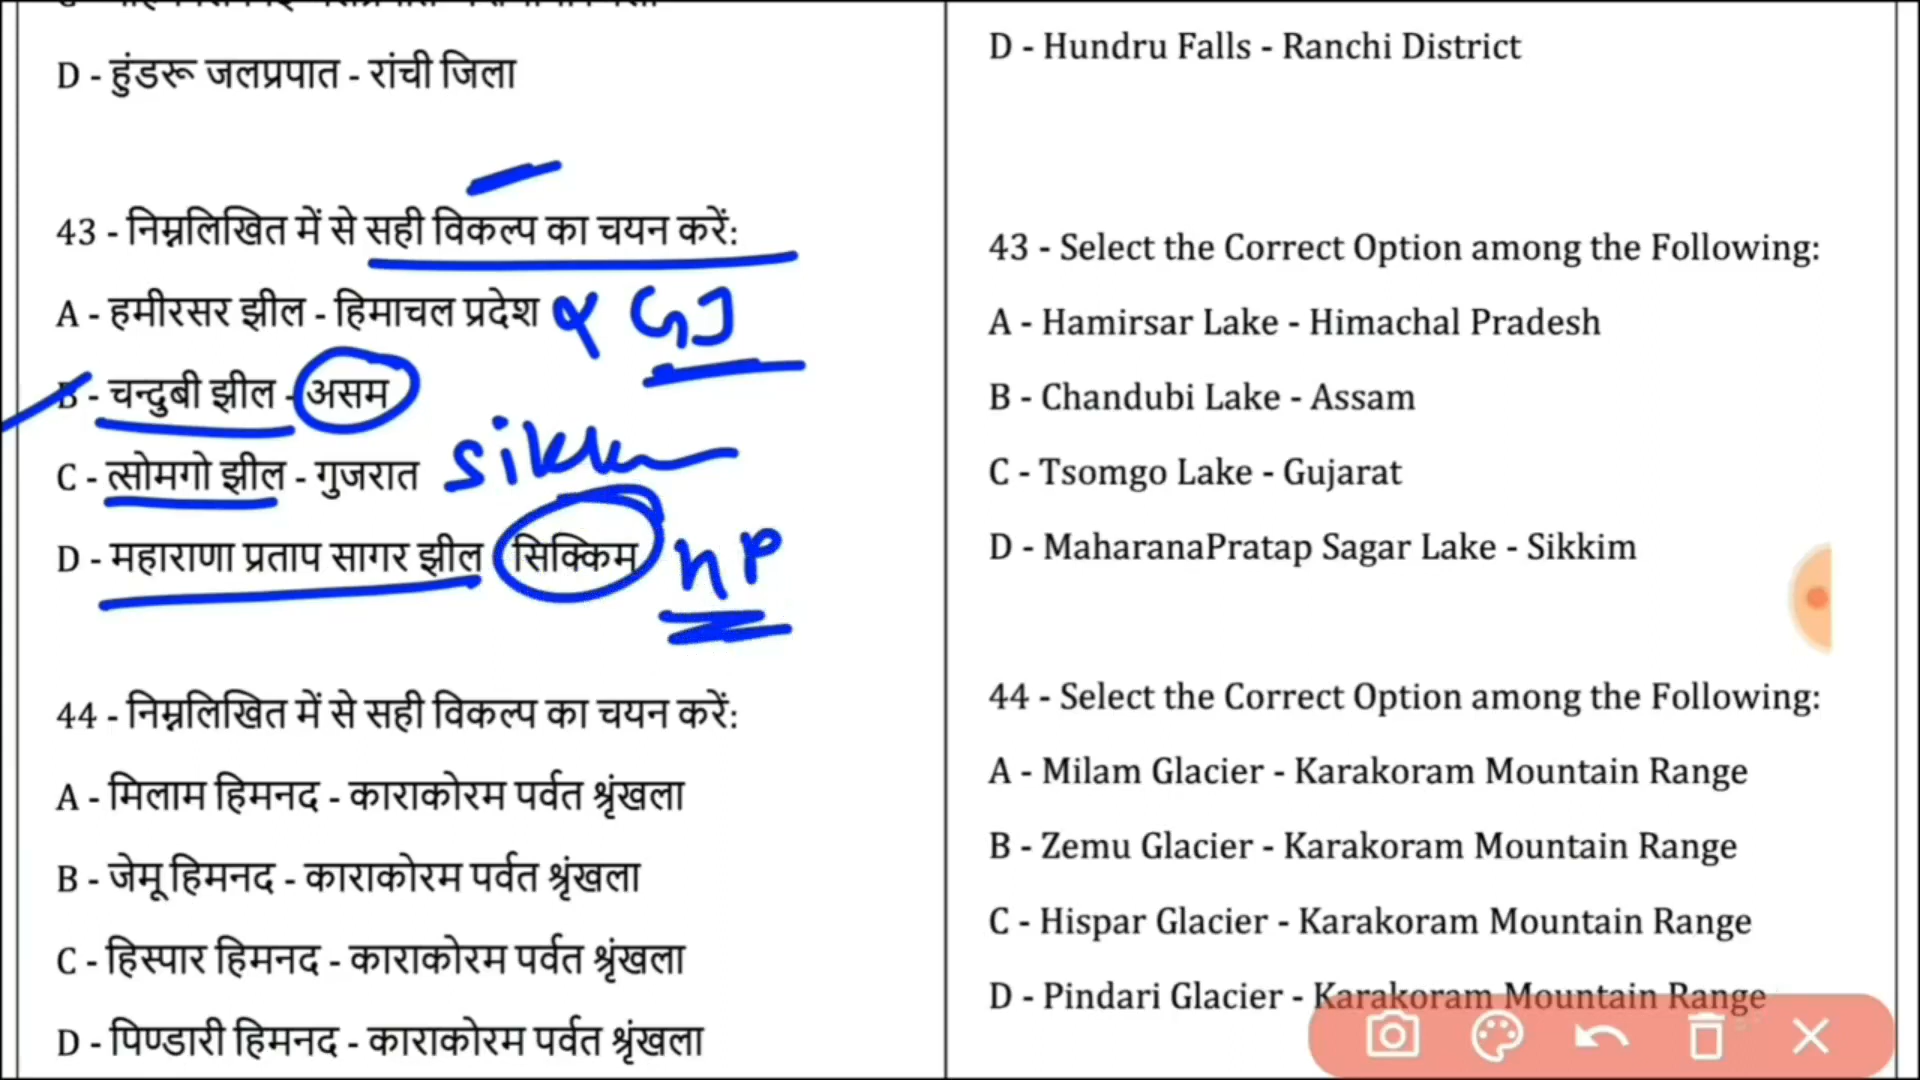 D - हुंडरू जलप्रपात - रांची जिला
43 - निम्नलिखित में से सही विकल्प का चयन करें:
A - हमीरसर झील - हिमाचल प्रदेश GJ
B - चन्दुबी झील - असम
C - त्सोमगो झील - गुजरात
D - महाराणा प्रताप सागर झील सिक्किम HP
44 - निम्नलिखित में से सही विकल्प का चयन करें:
A - मिलाम हिमनद - काराकोरम पर्वत श्रृंखला
B - जेमू हिमनद - काराकोरम पर्वत श्रृंखला
C - हिस्पार हिमनद - काराकोरम पर्वत श्रृंखला
D - पिण्डारी हिमनद - काराकोरम पर्वत श्रृंखला
D - Hundru Falls - Ranchi District
43 - Select the Correct Option among the Following:
A - Hamirsar Lake - Himachal Pradesh
B - Chandubi Lake - Assam
C - Tsomgo Lake - Gujarat
D - MaharanaPratap Sagar Lake - Sikkim
44 - Select the Correct Option among the Following:
A - Milam Glacier - Karakoram Mountain Range
B - Zemu Glacier - Karakoram Mountain Range
C - Hispar Glacier - Karakoram Mountain Range
D - Pindari Glacier - Karakoram Mountain Range